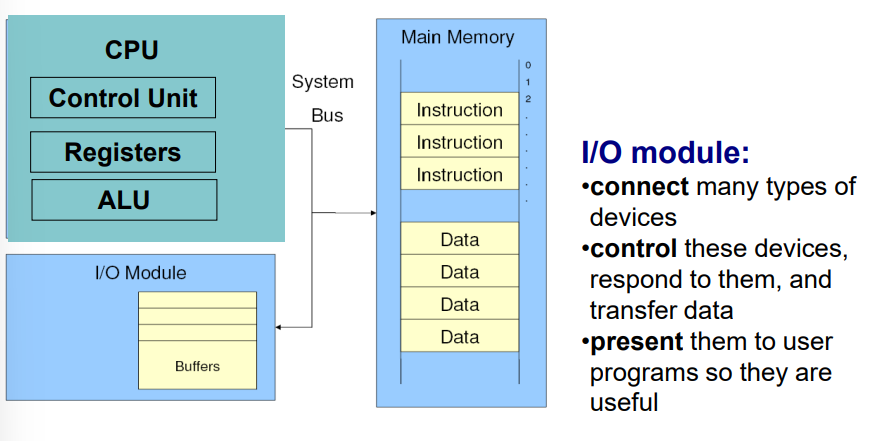 CPU
Control Unit
Registers
ALU
System
Bus
Main Memory
0
1
2
.
.
.
.
.
.
Instruction
Instruction
Instruction
Data
Data
Data
Data
I/O Module
Buffers
I/O module:
•connect many types of
devices
•control these devices,
respond to them, and
transfer data
•present them to user
programs so they are
useful